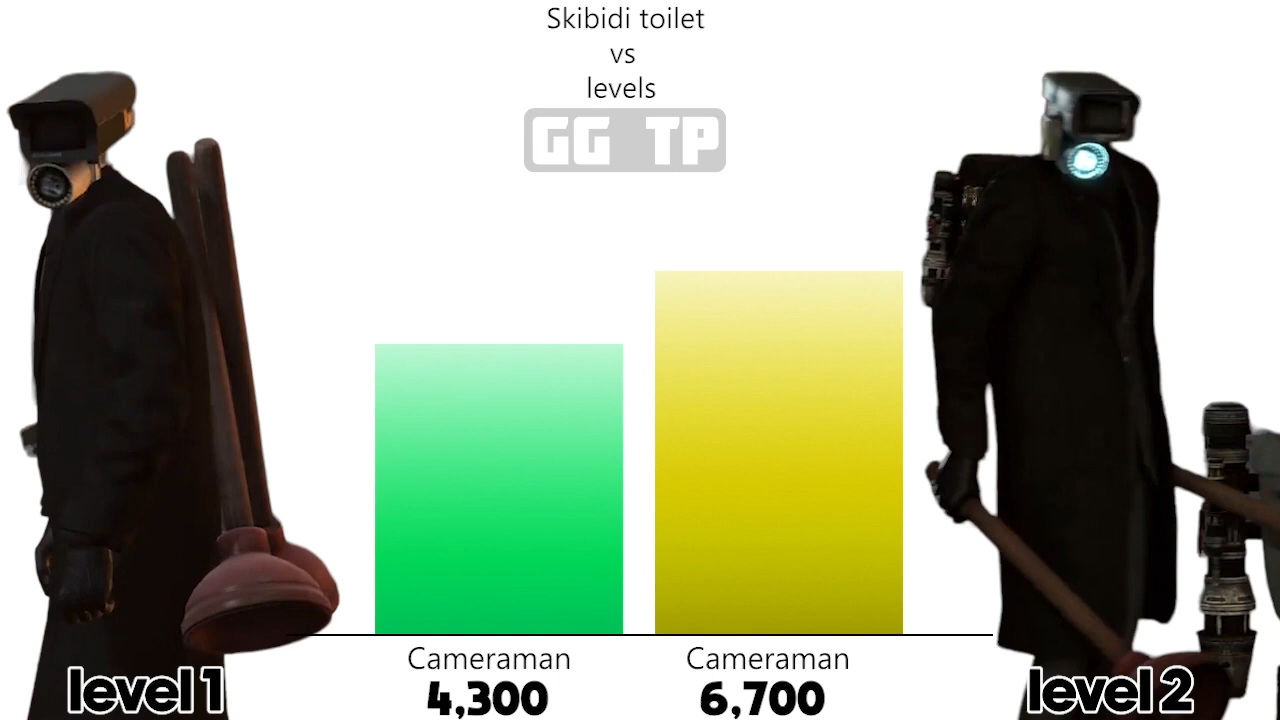 Skibidi toilet
vs
levels
GG TP
Cameraman
4,300
Cameraman
6,700
level 1
level 2